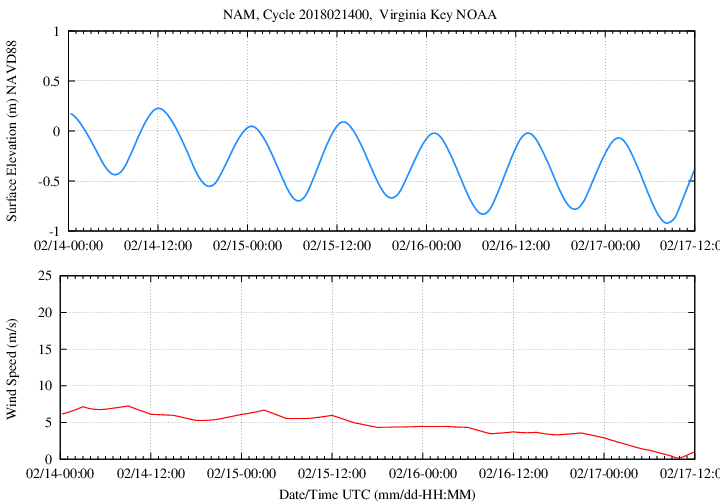 NAM, Cycle 2018021400,  Virginia Key NOAA
Surface Elevation (m) NAVD88
1
0.5
0
-0.5
-1
02/14-00:00 02/14-12:00 02/15-00:00 02/15-12:00 02/16-00:00 02/16-12:00 02/17-00:00 02/17-12:00
Wind Speed (m/s)
25
20
15
10
5
0
02/14-00:00 02/14-12:00 02/15-00:00 02/15-12:00 02/16-00:00 02/16-12:00 02/17-00:00 02/17-12:0
Date/Time UTC (mm/dd-HH:MM)